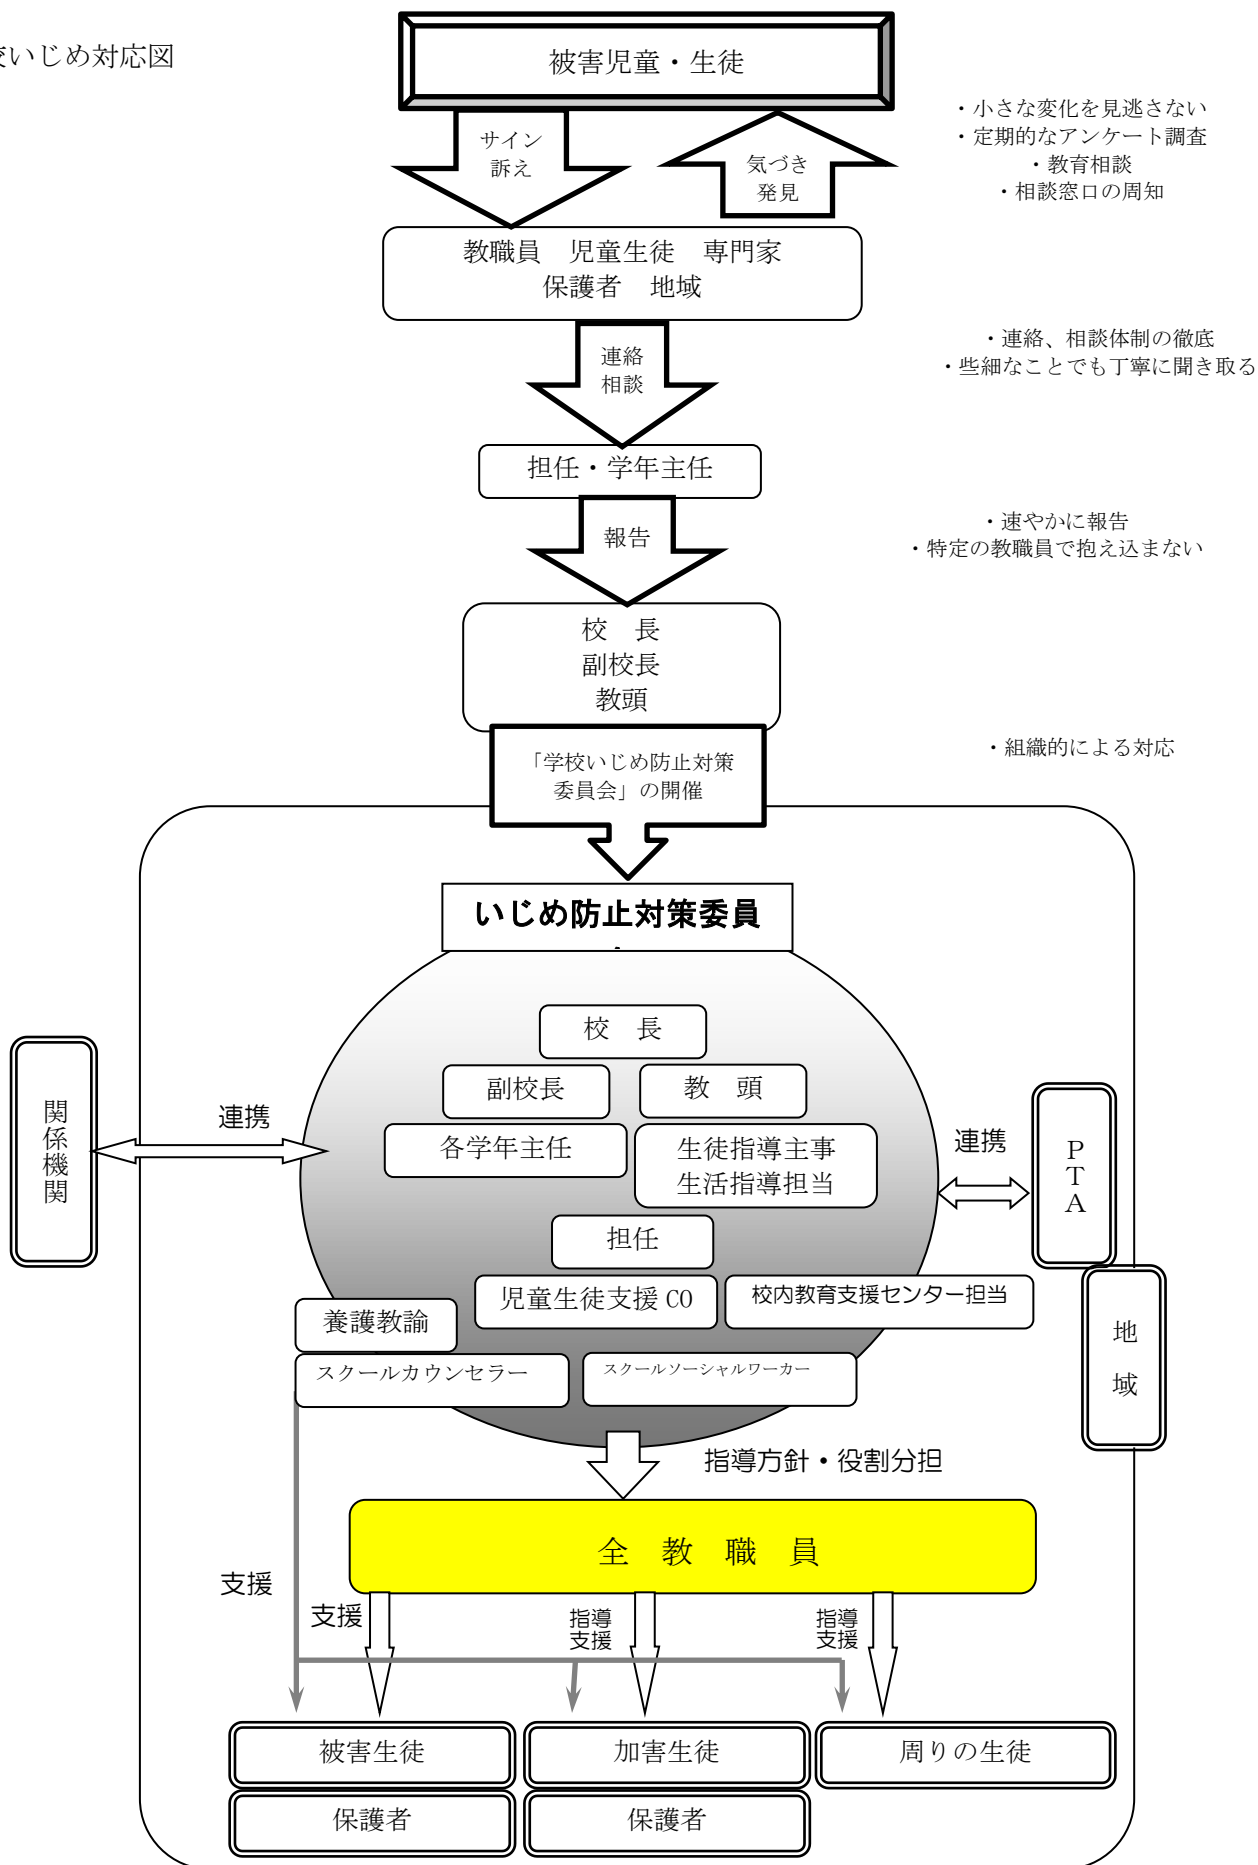 いじめ対応図
被害児童・生徒
・小さな変化を見逃さない
・定期的なアンケート調査
・教育相談
・相談窓口の周知
サイン
訴え
気づき
発見
教職員　児童生徒　専門家
保護者　地域
連絡
相談
・連絡、相談体制の徹底
・些細なことでも丁寧に聞き取る
担任・学年主任
報告
・速やかに報告
・特定の教職員で抱え込まない
校　長
副校長
教頭
「学校いじめ防止対策
委員会」の開催
・組織的による対応
いじめ防止対策委員
校　長
副校長
教　頭
各学年主任
生徒指導主事
生活指導担当
担任
児童生徒支援 CO
校内教育支援センター担当
養護教諭
スクールカウンセラー
スクールソーシャルワーカー
関係機関
連携
連携
PTA
地域
指導方針・役割分担
全　教　職　員
支援
支援
指導
支援
指導
支援
被害生徒
加害生徒
周りの生徒
保護者
保護者